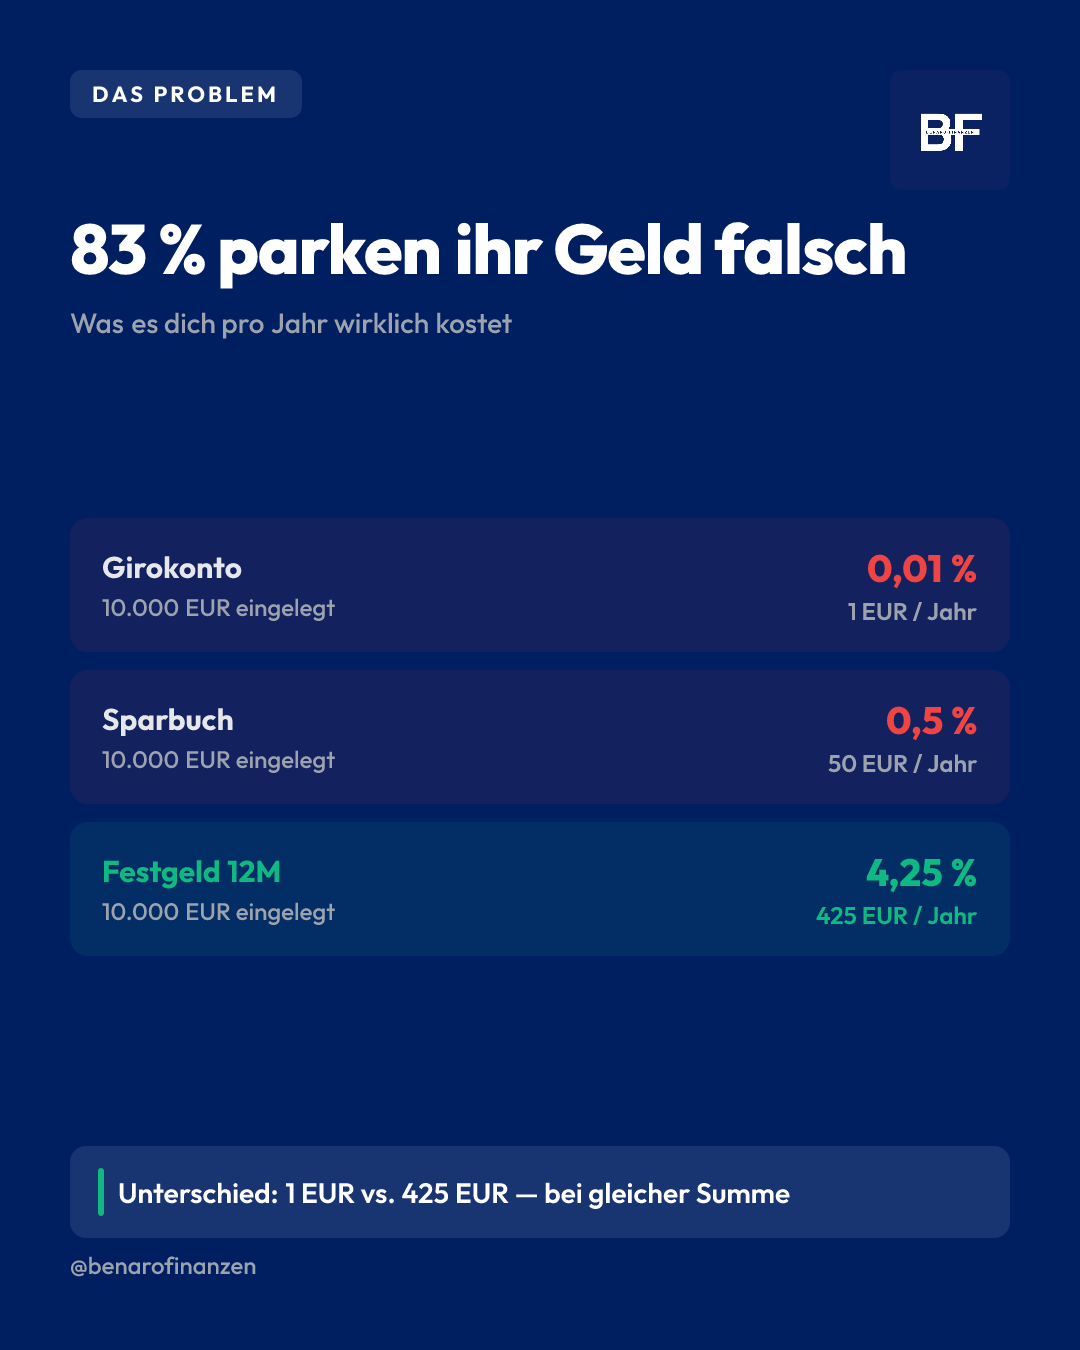 DAS PROBLEM
BF
83 % parken ihr Geld falsch
Was es dich pro Jahr wirklich kostet
Girokonto
0,01 %
10.000 EUR eingelegt
1 EUR / Jahr
Sparbuch
0,5 %
10.000 EUR eingelegt
50 EUR / Jahr
Festgeld 12M
4,25 %
10.000 EUR eingelegt
425 EUR / Jahr
Unterschied: 1 EUR vs. 425 EUR — bei gleicher Summe
@benarofinanzen